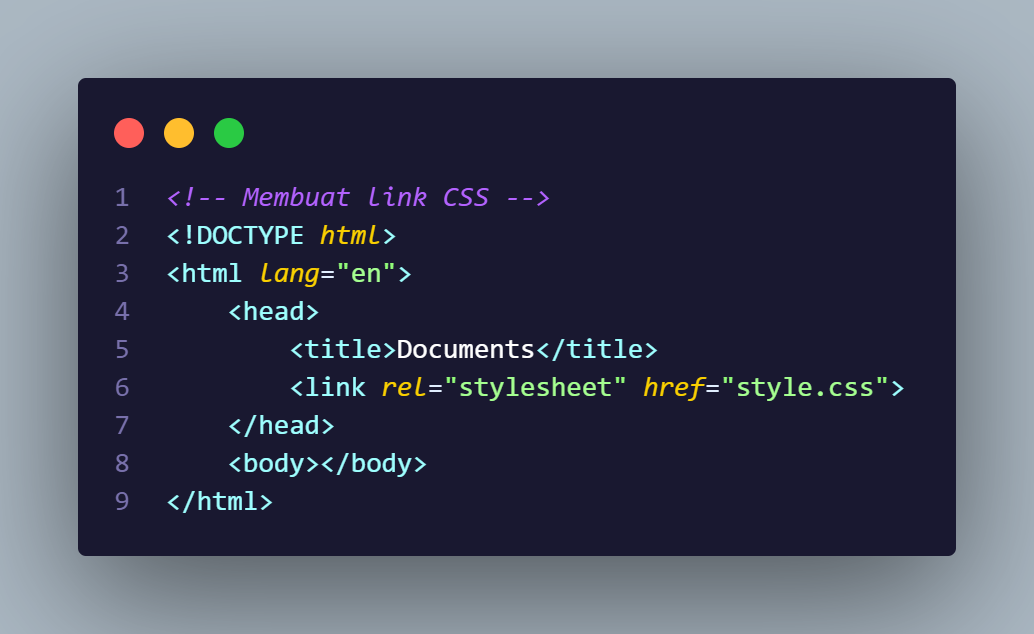 1 <!-- Membuat link CSS -->
2 <!DOCTYPE html>
3 <html lang="en">
4     <head>
5         <title>Documents</title>
6         <link rel="stylesheet" href="style.css">
7     </head>
8     <body></body>
9 </html>